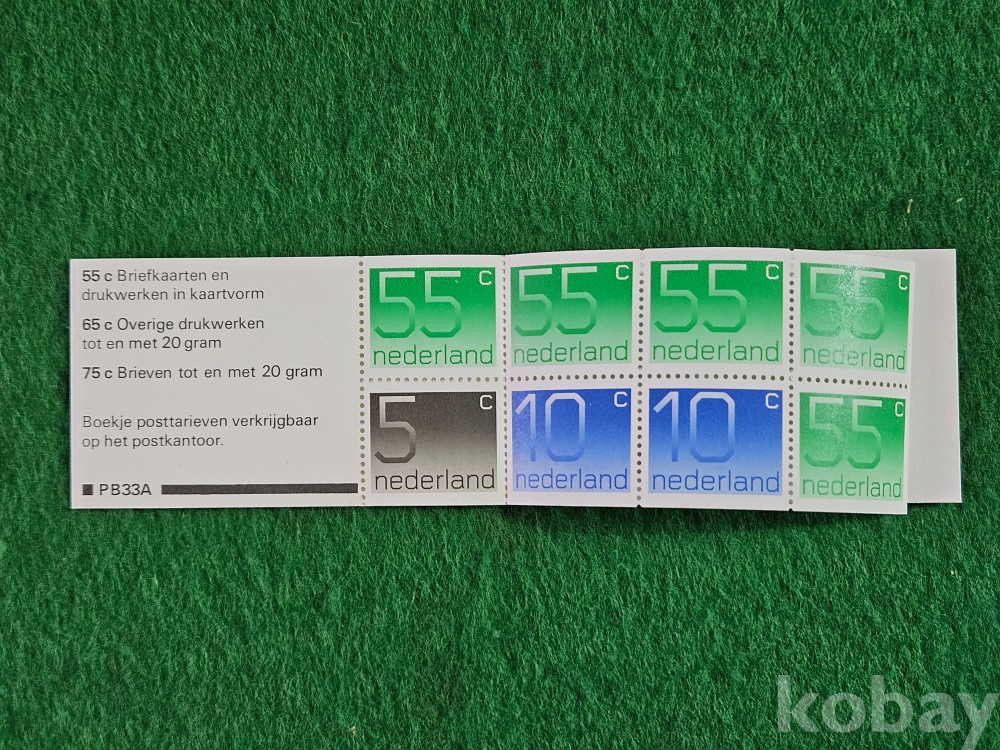 55 c Briefkaarten en
drukwerken in kaartvorm
65 c Overige drukwerken
tot en met 20 gram
75 c Brieven tot en met 20 gram
Boekje posttarieven verkrijgbaar
op het postkantoor.
PB33A
55 c
nederland
55 c
nederland
55 c
nederland
55 c
nederland
5 c
nederland
10 c
nederland
10 c
nederland
55 c
nederland
kobay